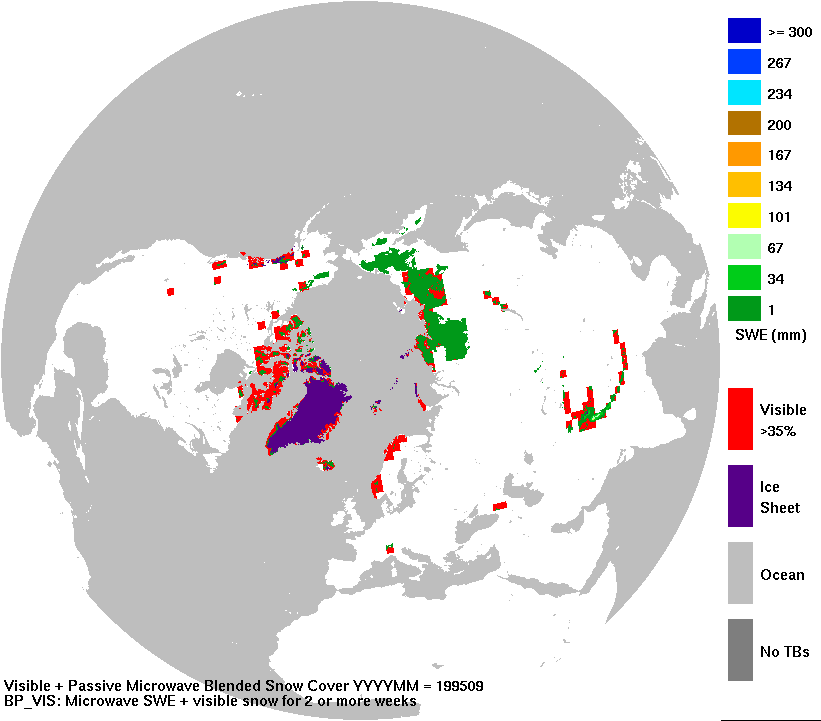 >= 300
267
234
200
167
134
101
67
34
1
SWE (mm)
Visible
>35%
Ice
Sheet
Ocean
No TBs
Visible + Passive Microwave Blended Snow Cover YYYYMM = 199509
BP_VIS: Microwave SWE + visible snow for 2 or more weeks